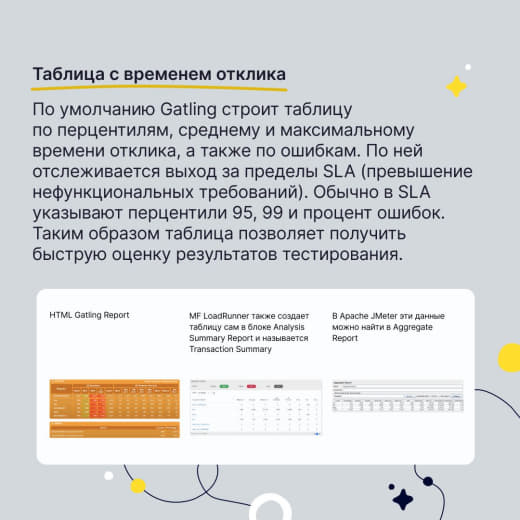 Таблица с временем отклика
По умолчанию Gatling строит таблицу
по перцентилям, среднему и максимальному
времени отклика, а также по ошибкам. По ней
отслеживается выход за пределы SLA (превышение
нефункциональных требований). Обычно в SLA
указывают перцентили 95, 99 и процент ошибок.
Таким образом таблица позволяет получить
быструю оценку результатов тестирования.
HTML Gatling Report
MF LoadRunner также создает
таблицу сам в блоке Analysis
Summary Report и называется
Transaction Summary
В Apache JMeter эти данные
можно найти в Aggregate
Report